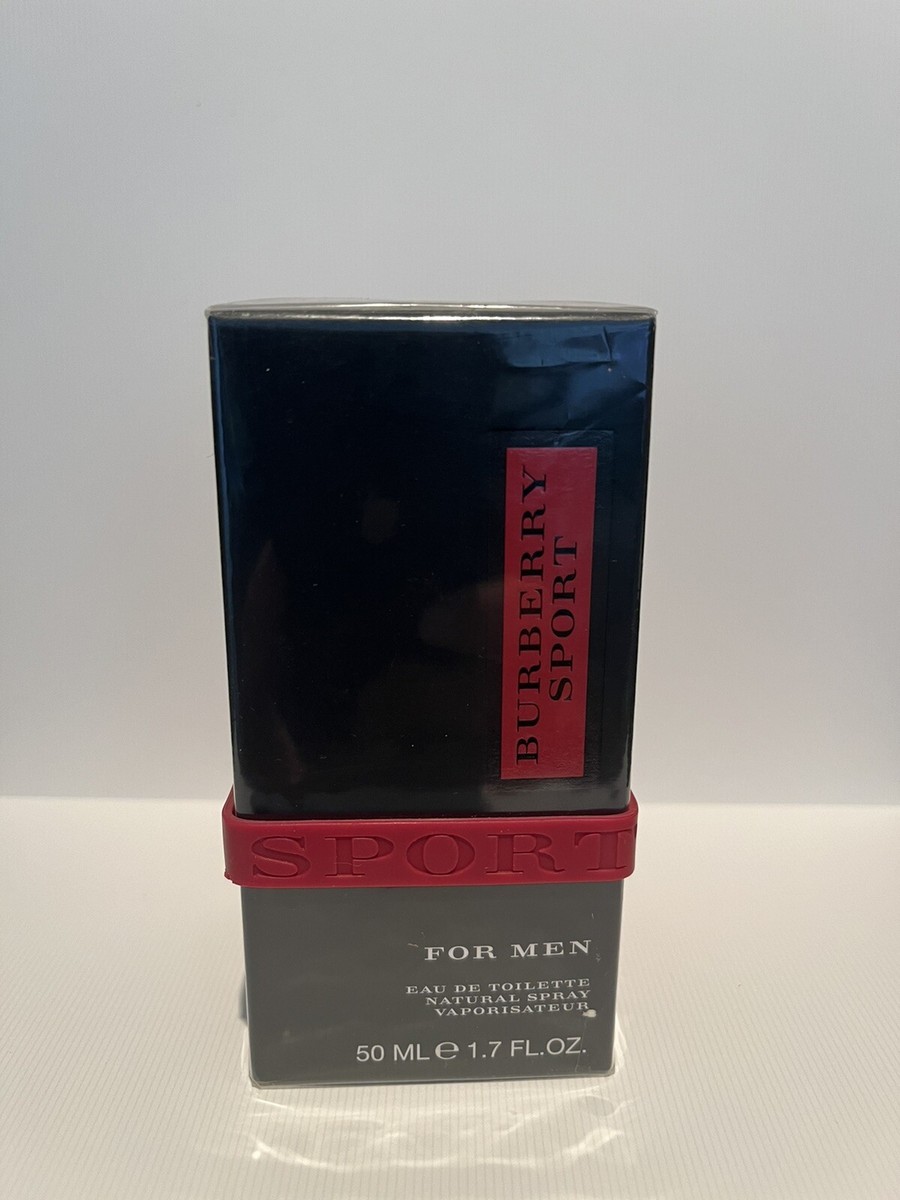 BURBERRY
SPORT
SPORT
FOR MEN
EAU DE TOILETTE
NATURAL SPRAY
VAPORISATEUR
50 ML ℮ 1.7 FL.OZ.